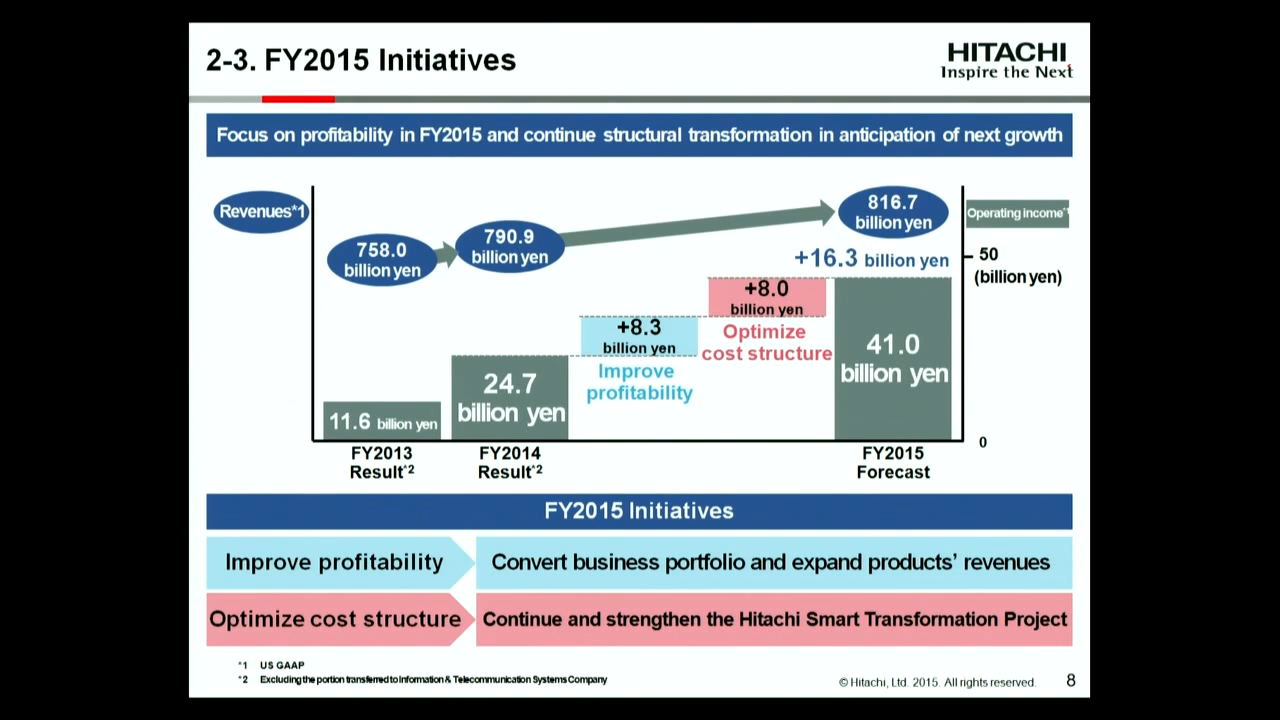 2-3. FY2015 Initiatives
HITACHI
Inspire the Next
Focus on profitability in FY2015 and continue structural transformation in anticipation of next growth
Revenues*1
758.0
billion yen
790.9
billion yen
816.7
billion yen
Operating income*1
+16.3 billion yen
50
(billion yen)
+8.0
billion yen
+8.3
billion yen
Optimize
cost structure
Improve
profitability
41.0
billion yen
24.7
billion yen
11.6 billion yen
0
FY2013
Result*2
FY2014
Result*2
FY2015
Forecast
FY2015 Initiatives
Improve profitability
Convert business portfolio and expand products’ revenues
Optimize cost structure
Continue and strengthen the Hitachi Smart Transformation Project
*1 US GAAP
*2 Excluding the portion transferred to Information & Telecommunication Systems Company
© Hitachi, Ltd. 2015. All rights reserved.
8